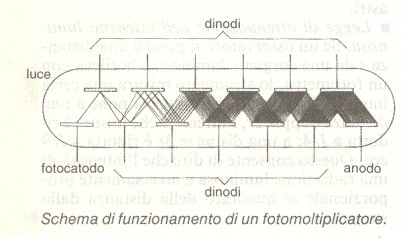 dinodi
luce
fotocatodo
anodo
dinodi
Schema di funzionamento di un fotomoltiplicatore.